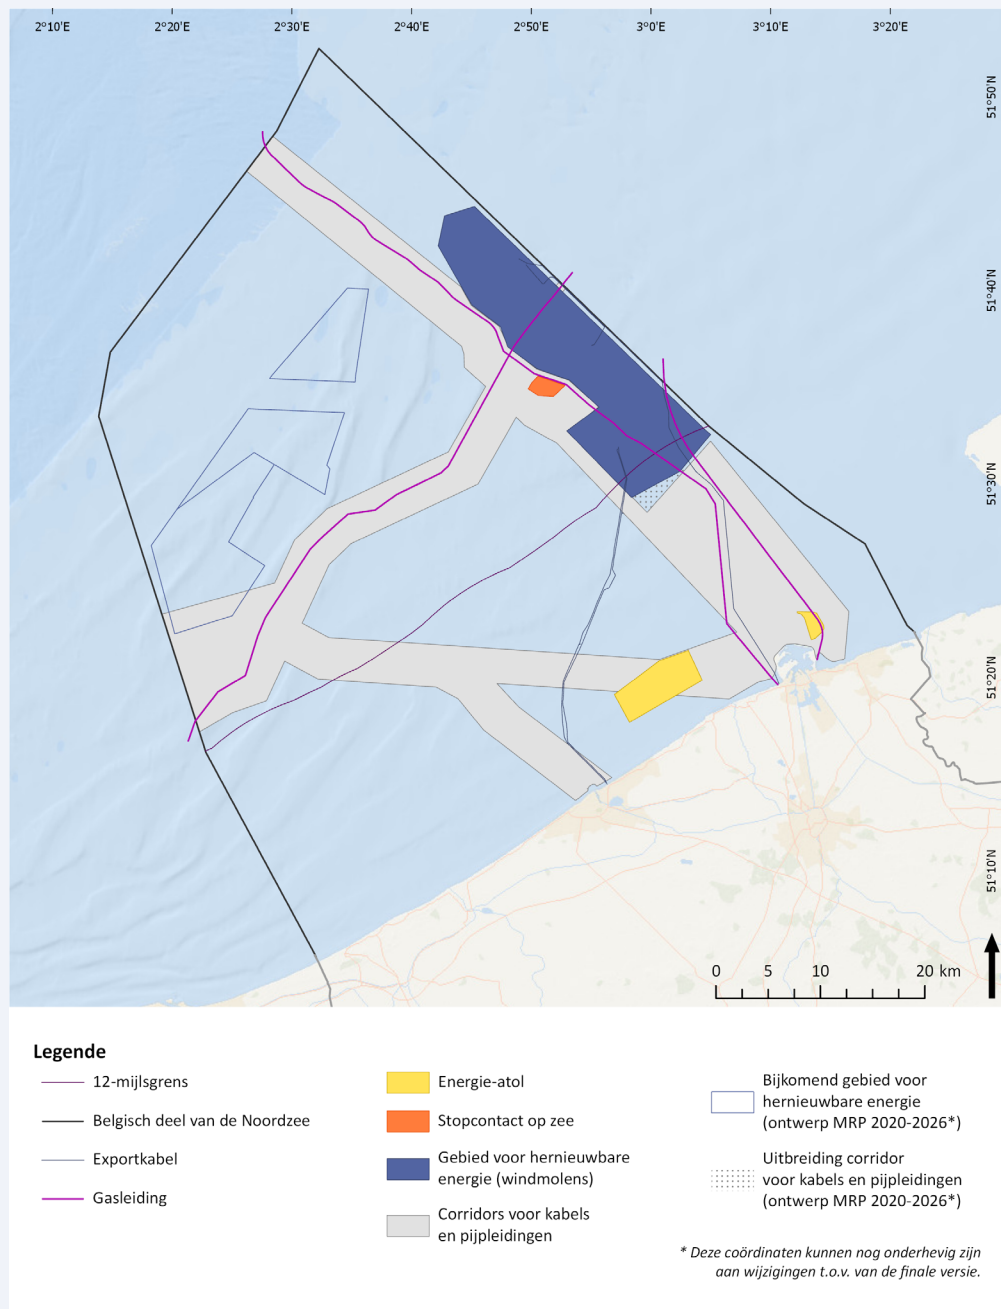 2°10'E 2°20'E 2°30'E 2°40'E 2°50'E 3°0'E 3°10'E 3°20'E
51°50'N
51°40'N
51°30'N
51°20'N
51°10'N
0 5 10 20 km
Legende
12-mijlsgrens
Belgisch deel van de Noordzee
Exportkabel
Gasleiding
Energie-atol
Stopcontact op zee
Gebied voor hernieuwbare
energie (windmolens)
Corridors voor kabels
en pijpleidingen
Bijkomend gebied voor
hernieuwbare energie
(ontwerp MRP 2020-2026*)
Uitbreiding corridor
voor kabels en pijpleidingen
(ontwerp MRP 2020-2026*)
* Deze coördinaten kunnen nog onderhevig zijn
aan wijzigingen t.o.v. van de finale versie.